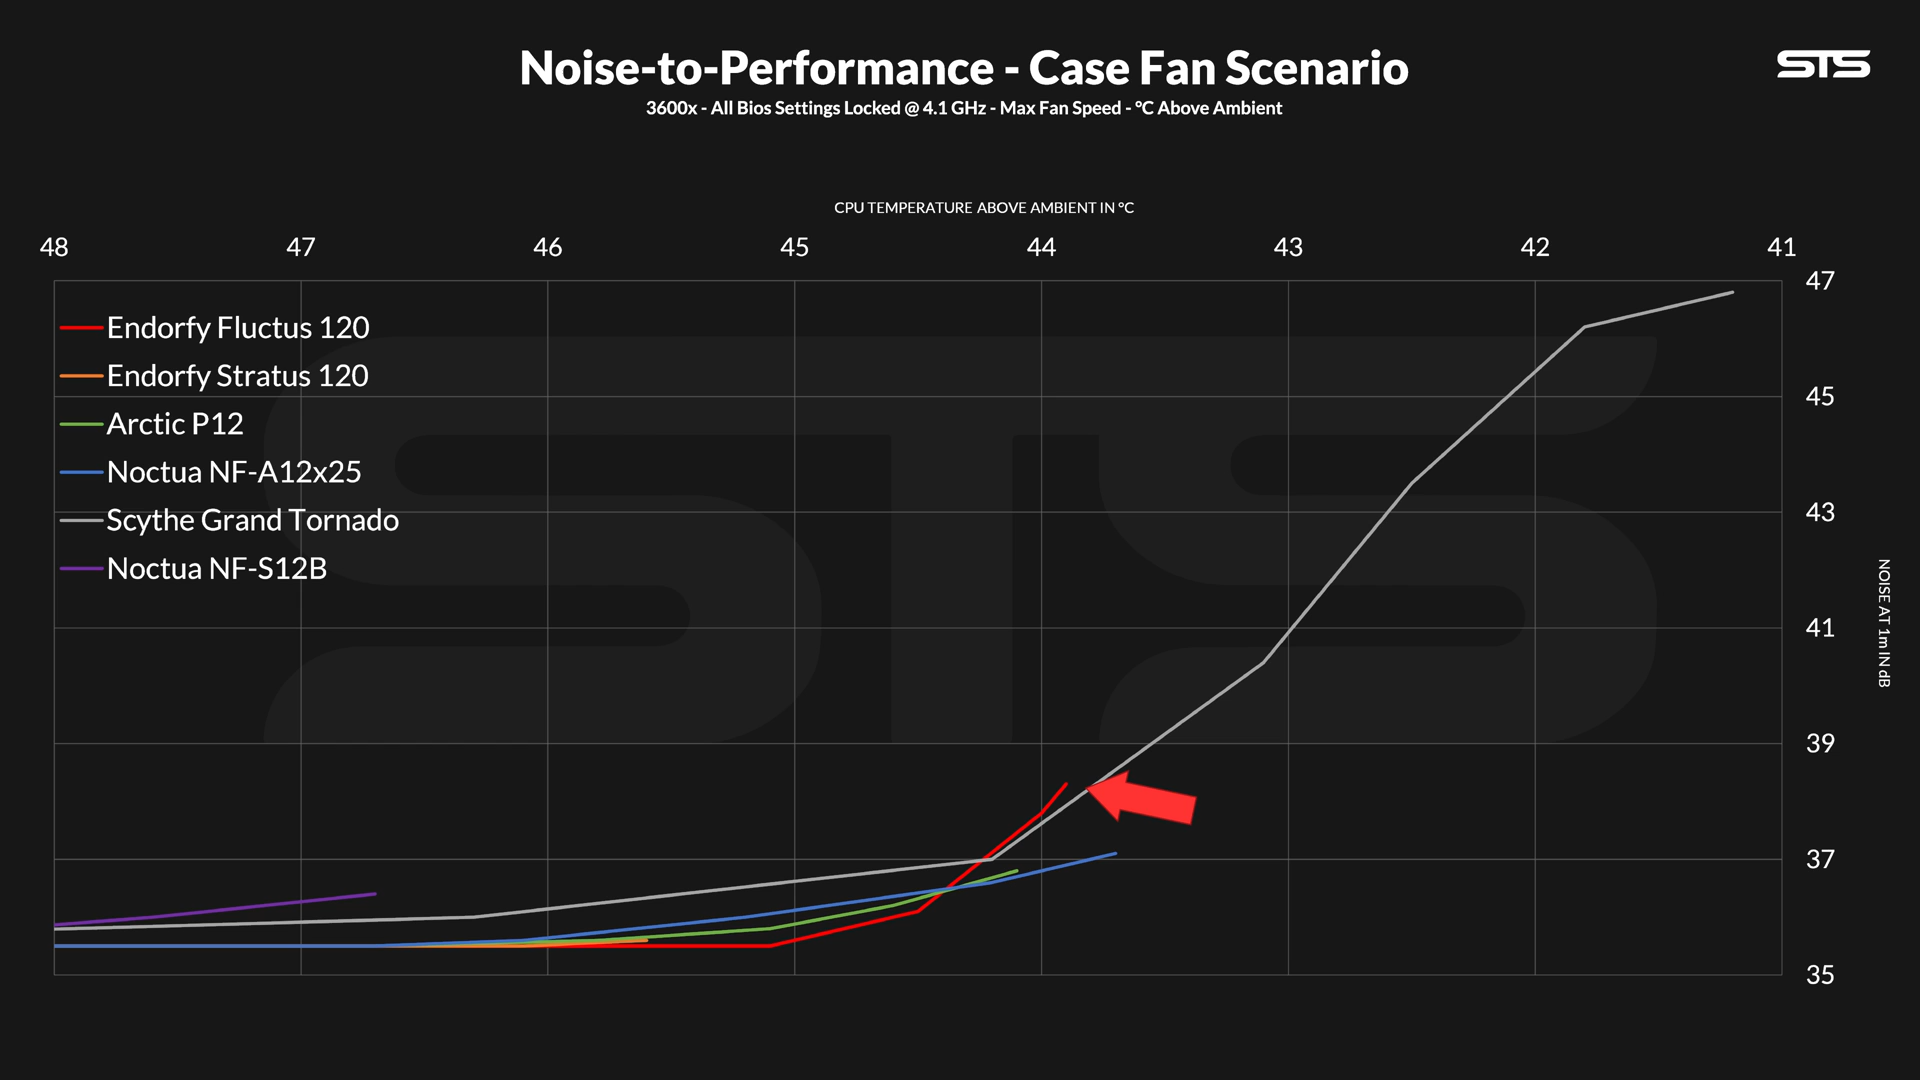 Noise-to-Performance - Case Fan Scenario
STS
3600x - All Bios Settings Locked @ 4.1 GHz - Max Fan Speed - °C Above Ambient
CPU TEMPERATURE ABOVE AMBIENT IN °C
48 47 46 45 44 43 42 41
47
Endorfy Fluctus 120
Endorfy Stratus 120
45
Arctic P12
Noctua NF-A12x25
43
Scythe Grand Tornado
Noctua NF-S12B
41
39
37
35
NOISE AT 1m IN dB
STS